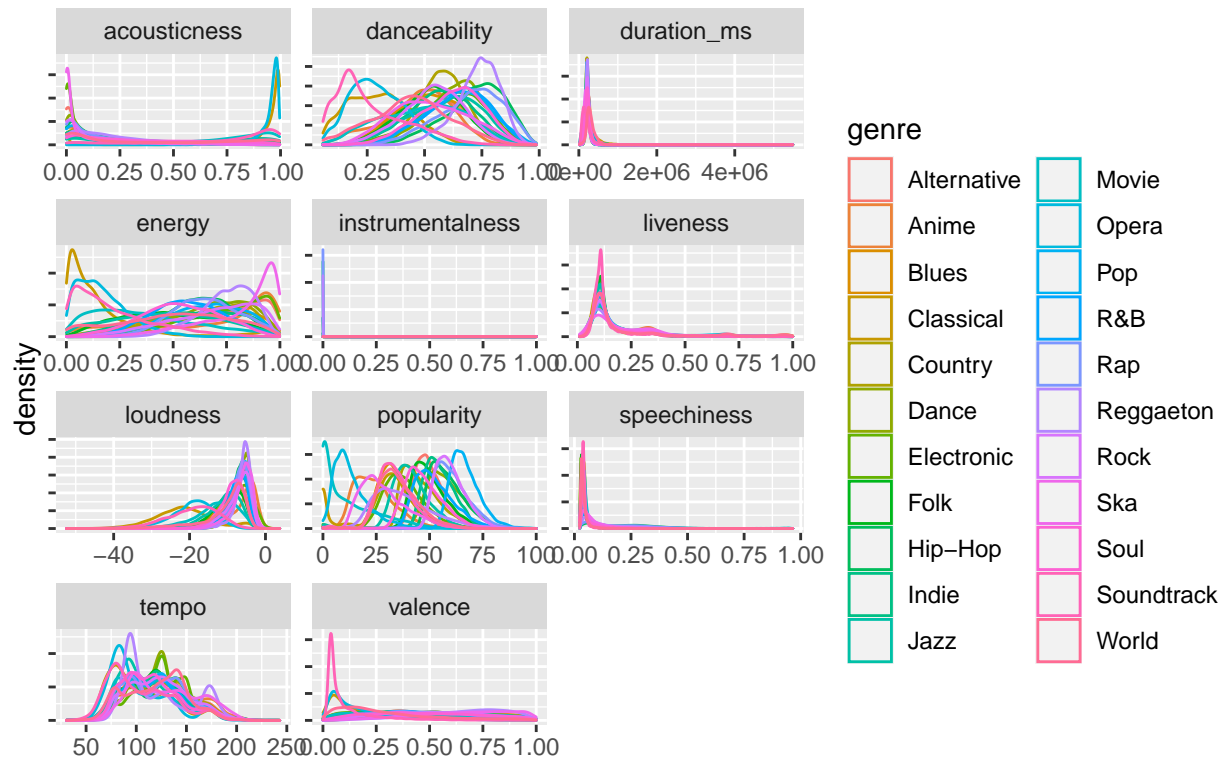 acousticness danceability duration_ms
0.00 0.25 0.50 0.75 1.00 0.25 0.50 0.75 1.00 0e+00 2e+06 4e+06
energy instrumentalness liveness
0.00 0.25 0.50 0.75 1.00 0.00 0.25 0.50 0.75 1.00 0.00 0.25 0.50 0.75 1.00
loudness popularity speechiness
−40 −20 0 0 25 50 75 100 0.00 0.25 0.50 0.75 1.00
tempo valence
50 100 150 200 250 0.00 0.25 0.50 0.75 1.00
density
genre
Alternative
Anime
Blues
Classical
Country
Dance
Electronic
Folk
Hip−Hop
Indie
Jazz
Movie
Opera
Pop
R&B
Rap
Reggaeton
Rock
Ska
Soul
Soundtrack
World